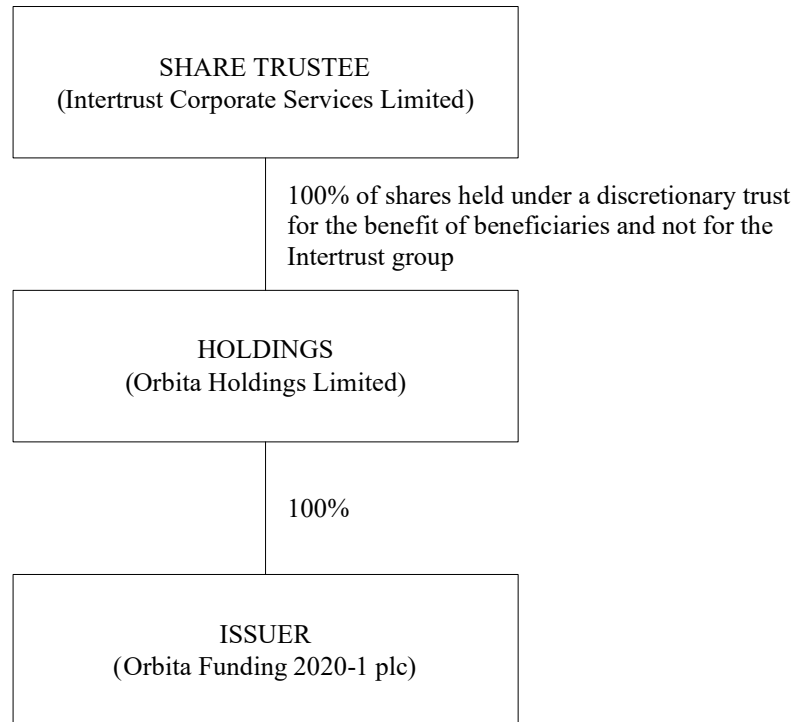 SHARE TRUSTEE
(Intertrust Corporate Services Limited)
100% of shares held under a discretionary trust
for the benefit of beneficiaries and not for the
Intertrust group
HOLDINGS
(Orbita Holdings Limited)
100%
ISSUER
(Orbita Funding 2020-1 plc)